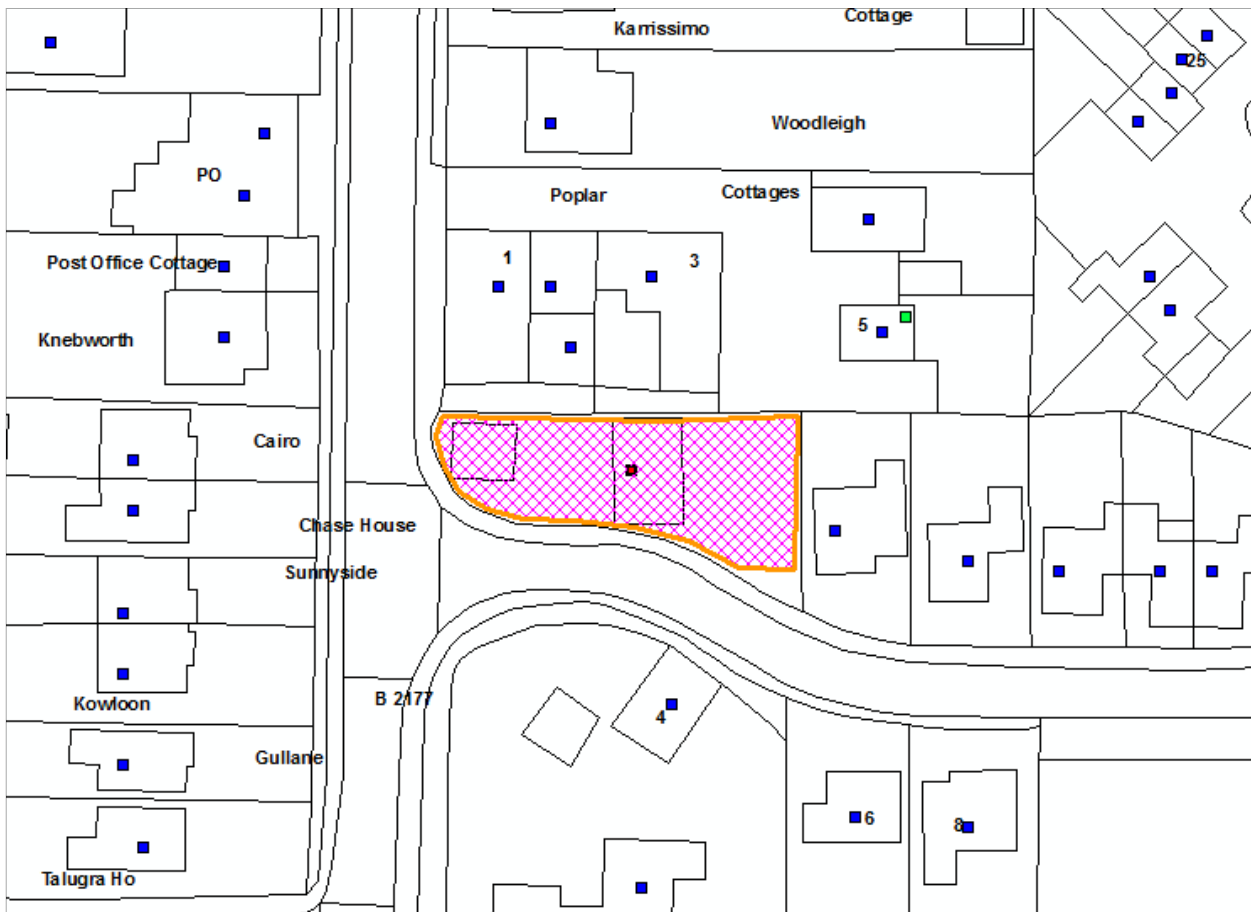 Cottage
Karrissimo
25
Woodleigh
PO
Poplar
Cottages
1
3
Post Office Cottage
5
Knebworth
Cairo
Chase House
Sunnyside
B 2177
Kowloon
4
Gullane
6
8
Talugra Ho